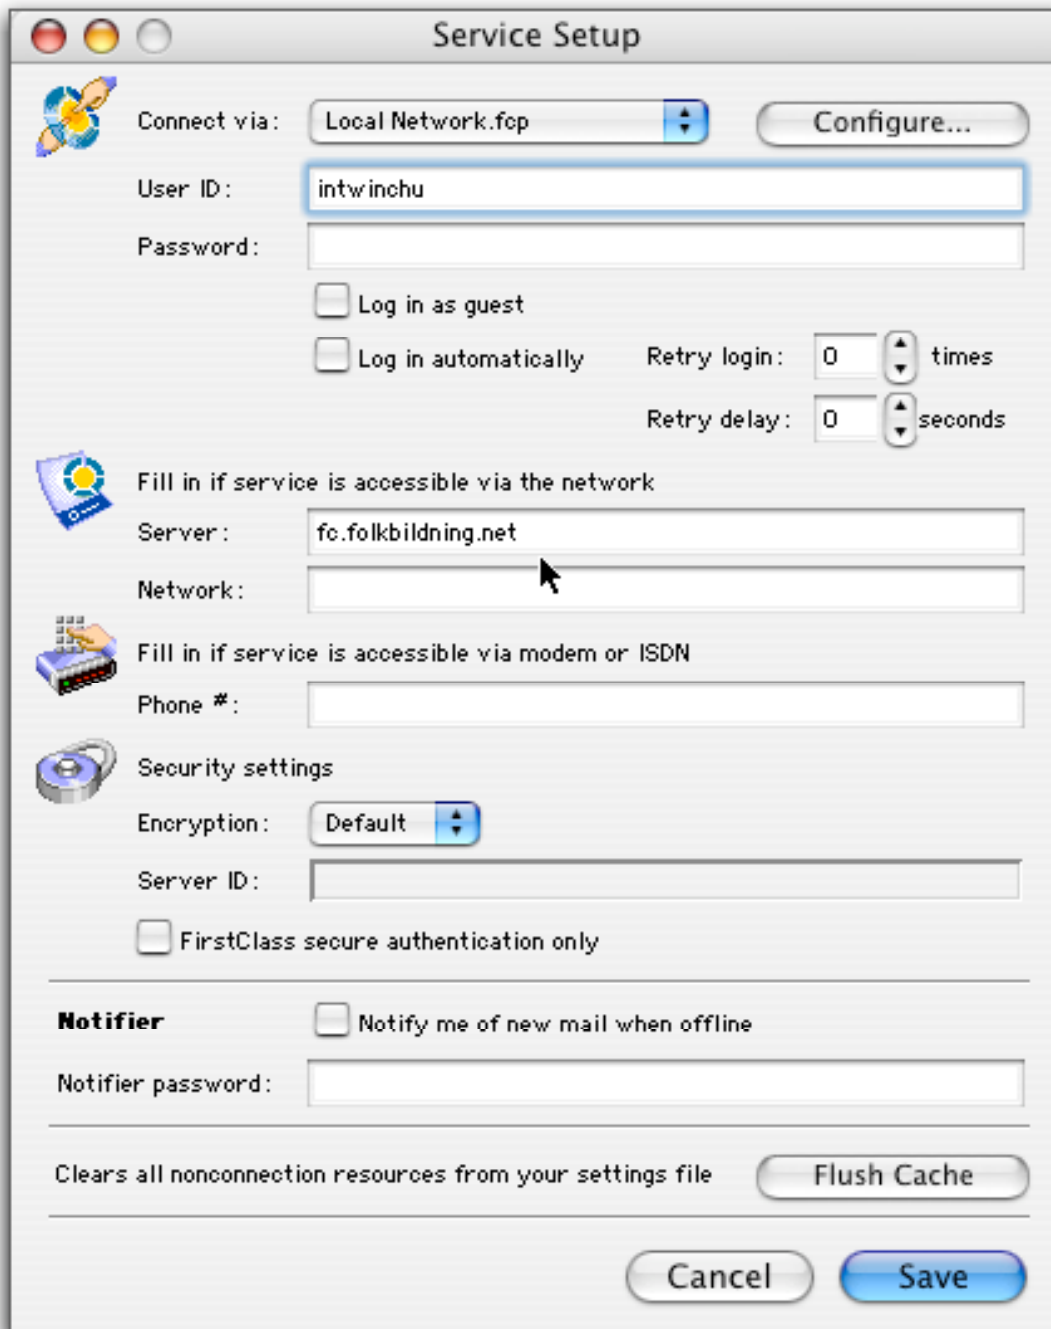 Service Setup
Connect via: Local Network.fcp Configure...
User ID: intwinchu
Password:
Log in as guest
Log in automatically Retry login: 0 times
Retry delay: 0 seconds
Fill in if service is accessible via the network
Server: fc.folkbildning.net
Network:
Fill in if service is accessible via modem or ISDN
Phone #:
Security settings
Encryption: Default
Server ID:
FirstClass secure authentication only
Notifier Notify me of new mail when offline
Notifier password:
Clears all nonconnection resources from your settings file Flush Cache
Cancel Save